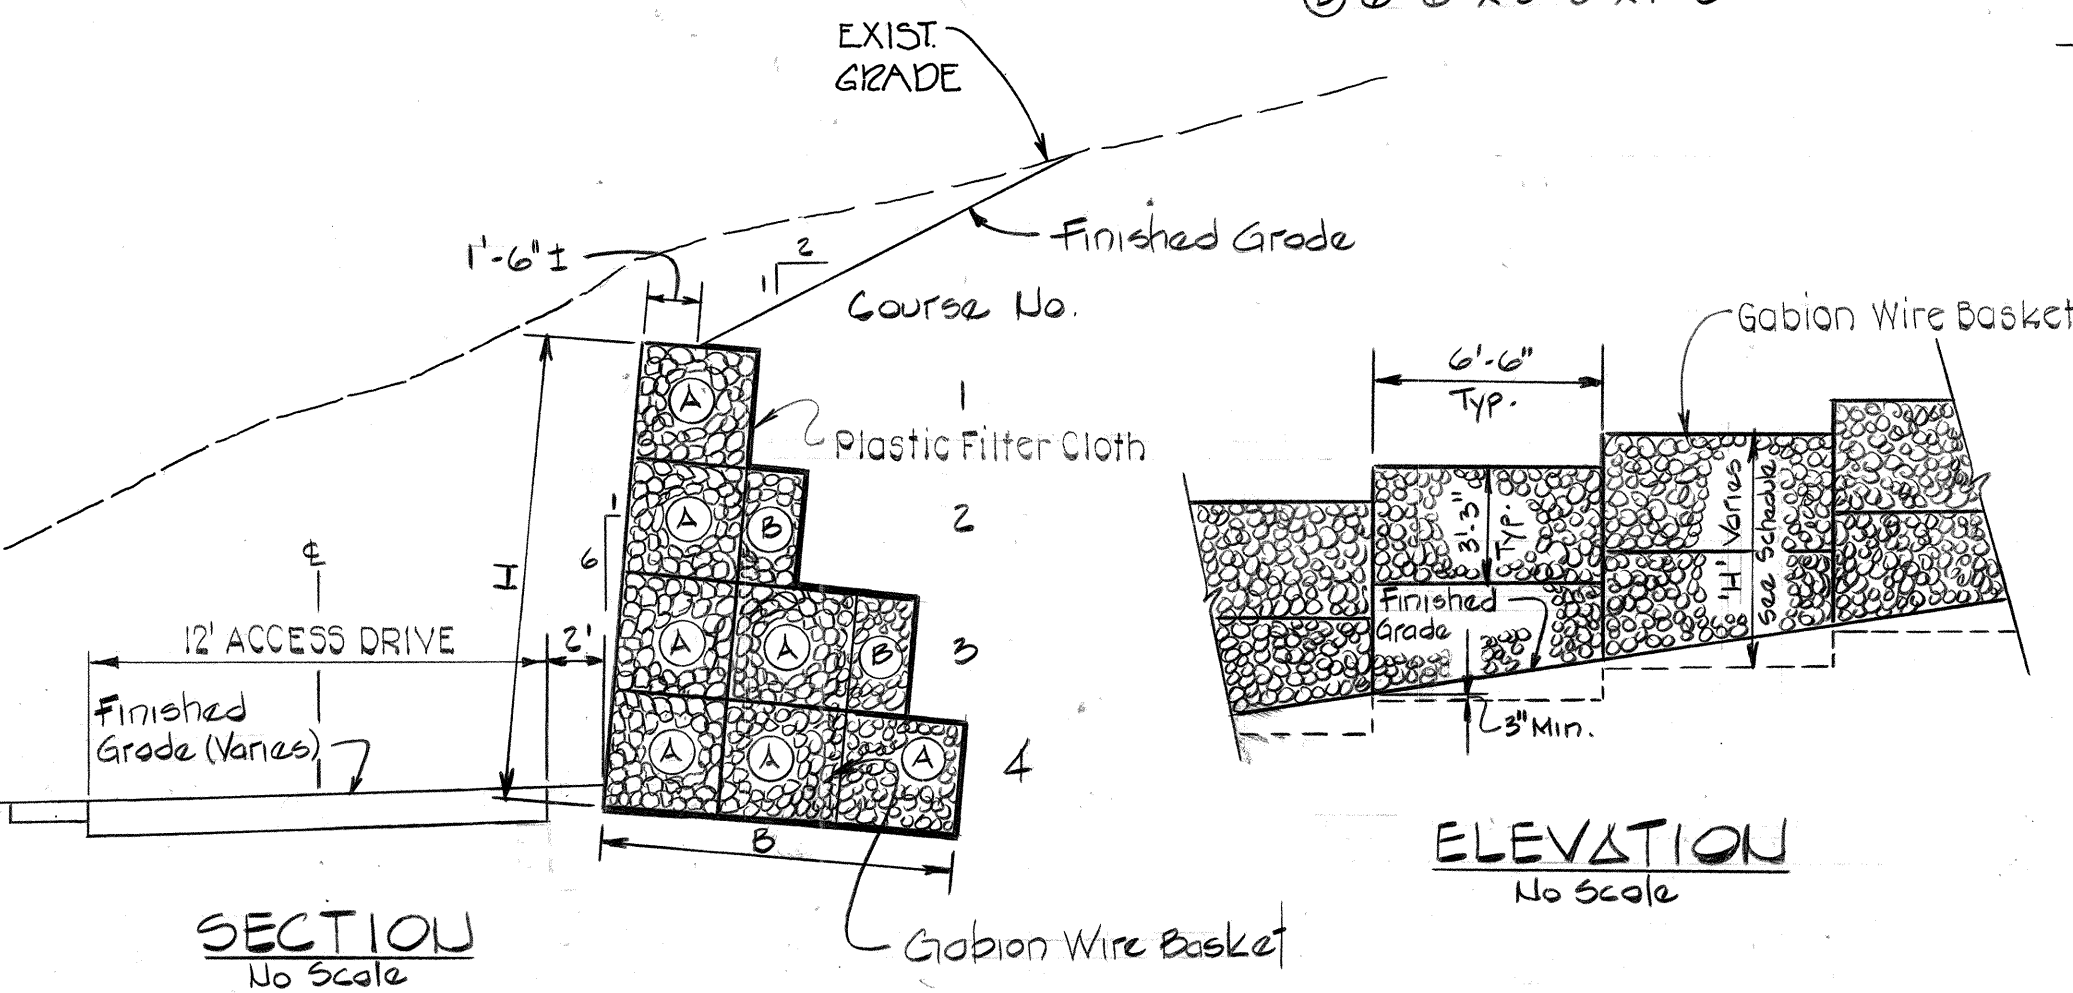 EXIST.
GRADE
1'-6"±
2
1
Finished Grade
Course No.
A
1
Plastic Filter Cloth
1
6
A
B
2
H
A
A
B
3
A
A
A
4
B
℄
12' ACCESS DRIVE
2'
Finished
Grade (Varies)
Gabion Wire Basket
SECTION
No Scale
Gabion Wire Basket
6'-6"
Typ.
3'-3"
Typ.
'H' Varies
See Schedule
Finished
Grade
3" Min.
ELEVATION
No Scale